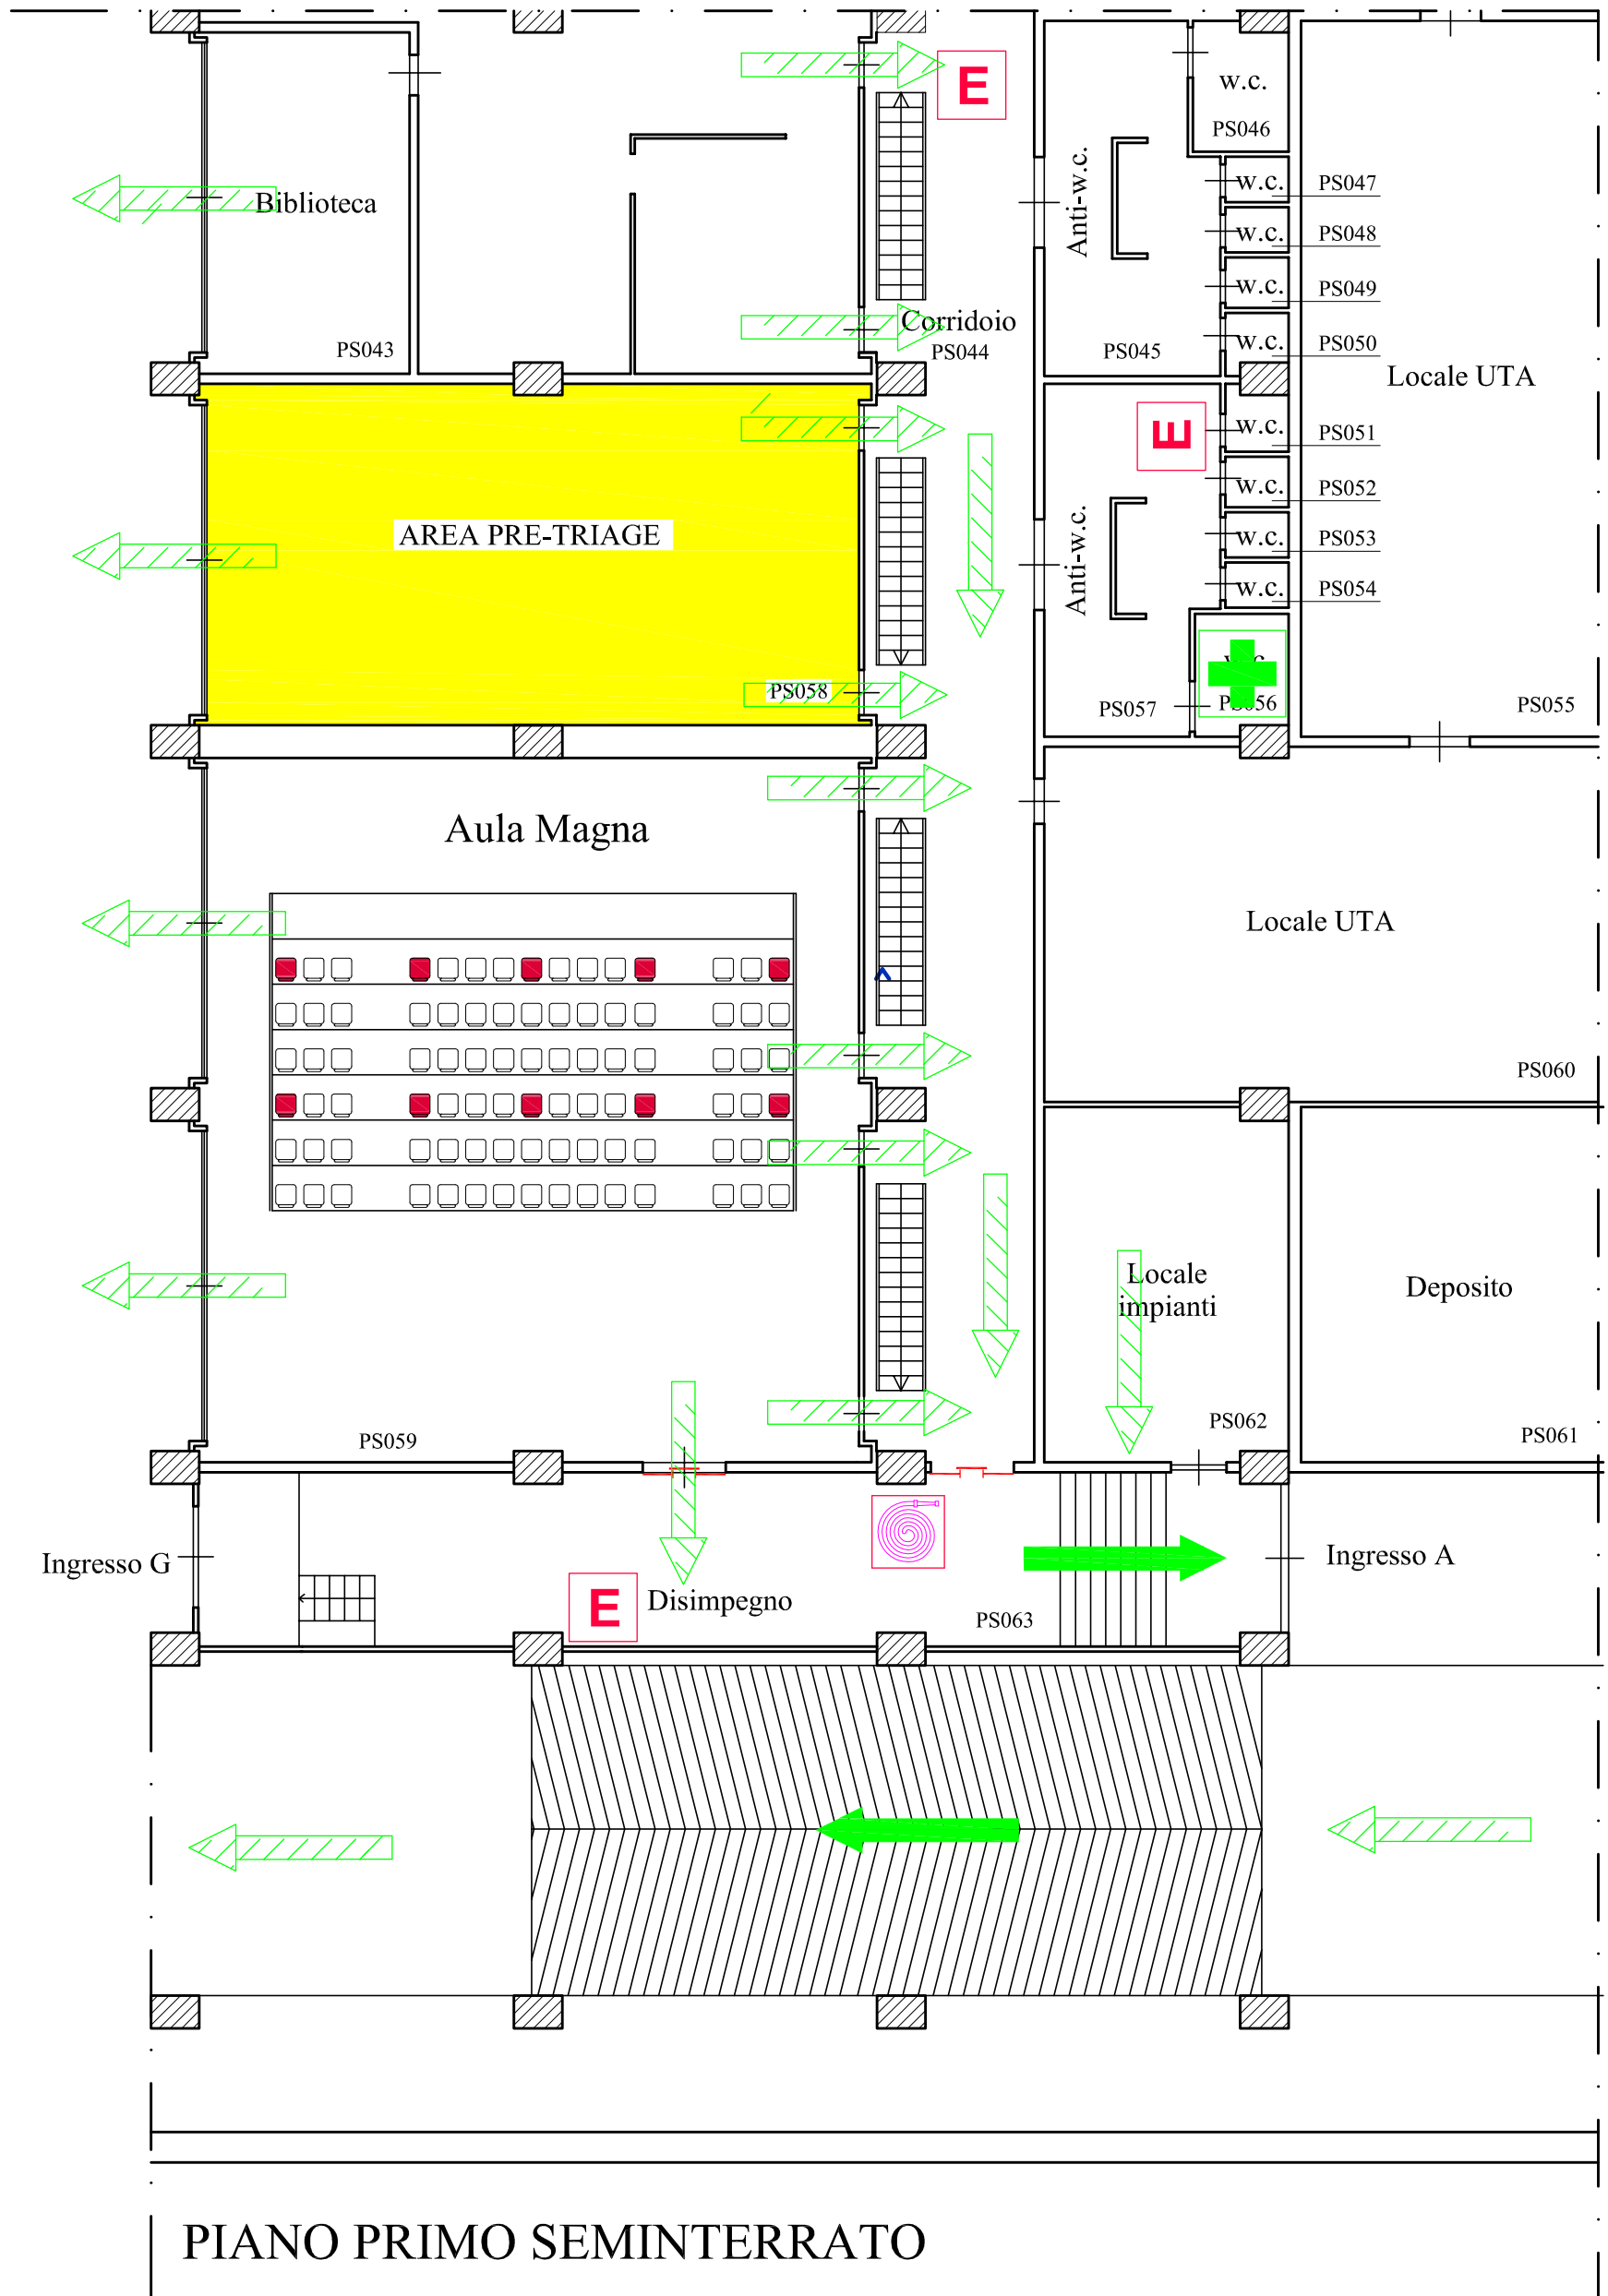 E
w.c.
PS046
Biblioteca
Anti-w.c.
w.c. PS047
w.c. PS048
w.c. PS049
w.c. PS050
Corridoio
PS043
PS044
PS045
Locale UTA
AREA PRE-TRIAGE
E
Anti-w.c.
w.c. PS051
w.c. PS052
w.c. PS053
w.c. PS054
w.c.
PS058
PS057
PS056
PS055
Aula Magna
Locale UTA
PS060
Locale
impianti
Deposito
PS059
PS062
PS061
Ingresso G
Ingresso A
E
Disimpegno
PS063
PIANO PRIMO SEMINTERRATO